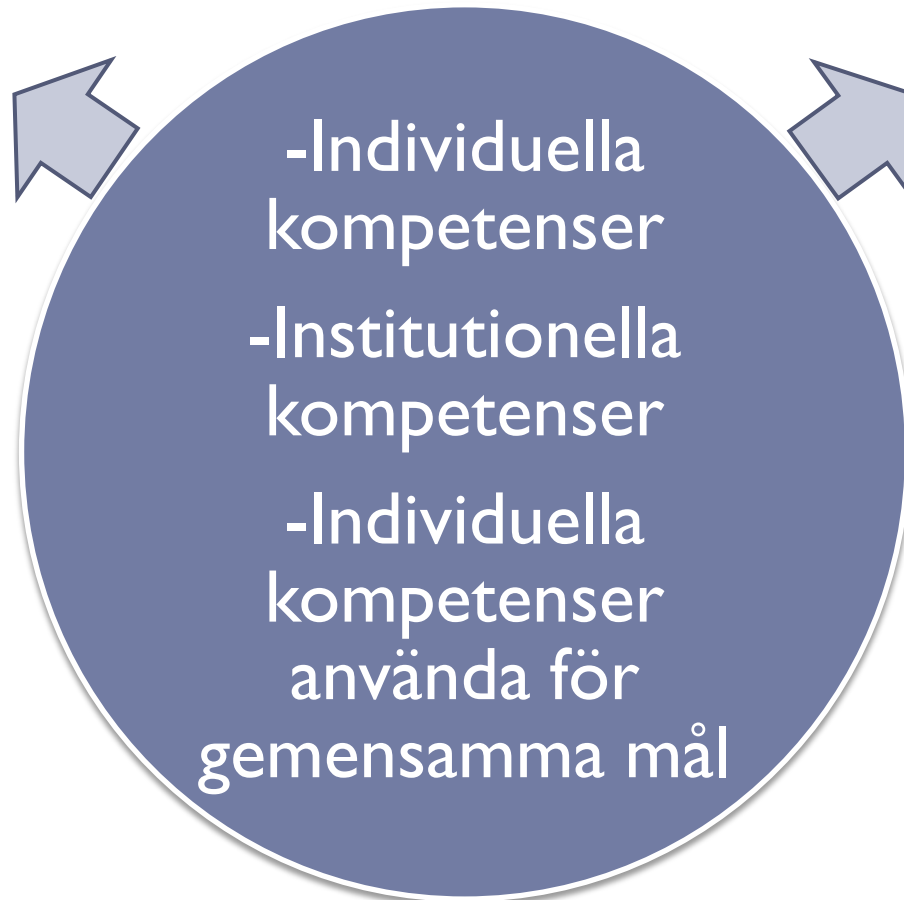 -Individuella
kompetenser
-Institutionella
kompetenser
-Individuella
kompetenser
använda för
gemensamma mål